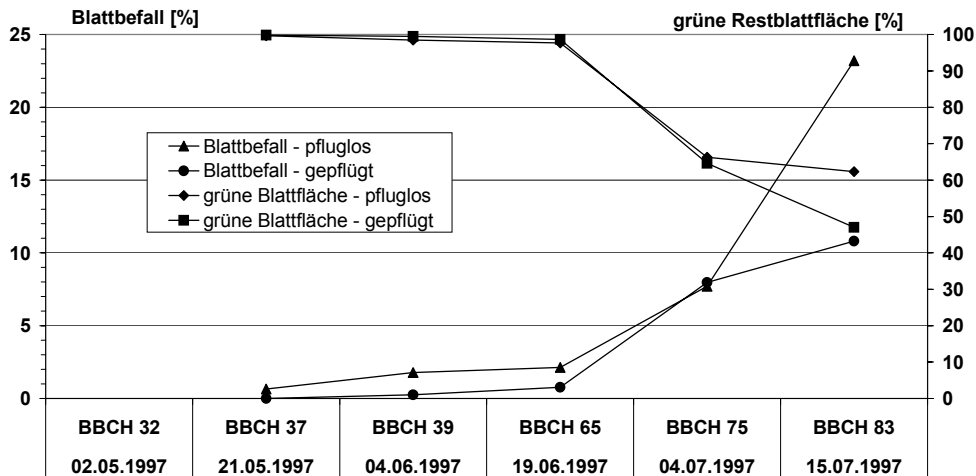 Blattbefall [%]
grüne Restblattfläche [%]
25
20
15
10
5
0
100
90
80
70
60
50
40
30
20
10
0
Blattbefall - pfluglos
Blattbefall - gepflügt
grüne Blattfläche - pfluglos
grüne Blattfläche - gepflügt
BBCH 32 BBCH 37 BBCH 39 BBCH 65 BBCH 75 BBCH 83
02.05.1997 21.05.1997 04.06.1997 19.06.1997 04.07.1997 15.07.1997